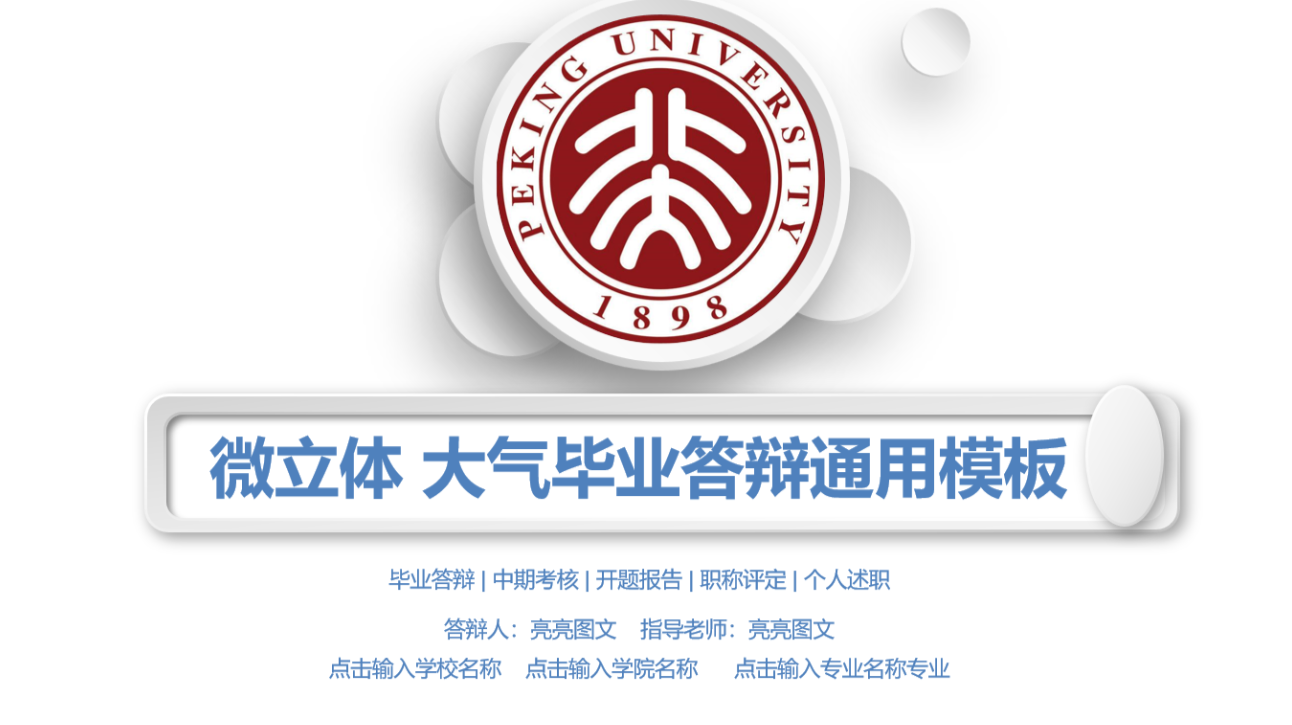 PEKING UNIVERSITY
1898
微立体 大气毕业答辩通用模板
毕业答辩 | 中期考核 | 开题报告 | 职称评定 | 个人述职
答辩人：亮亮图文 指导老师：亮亮图文
点击输入学校名称 点击输入学院名称 点击输入专业名称专业